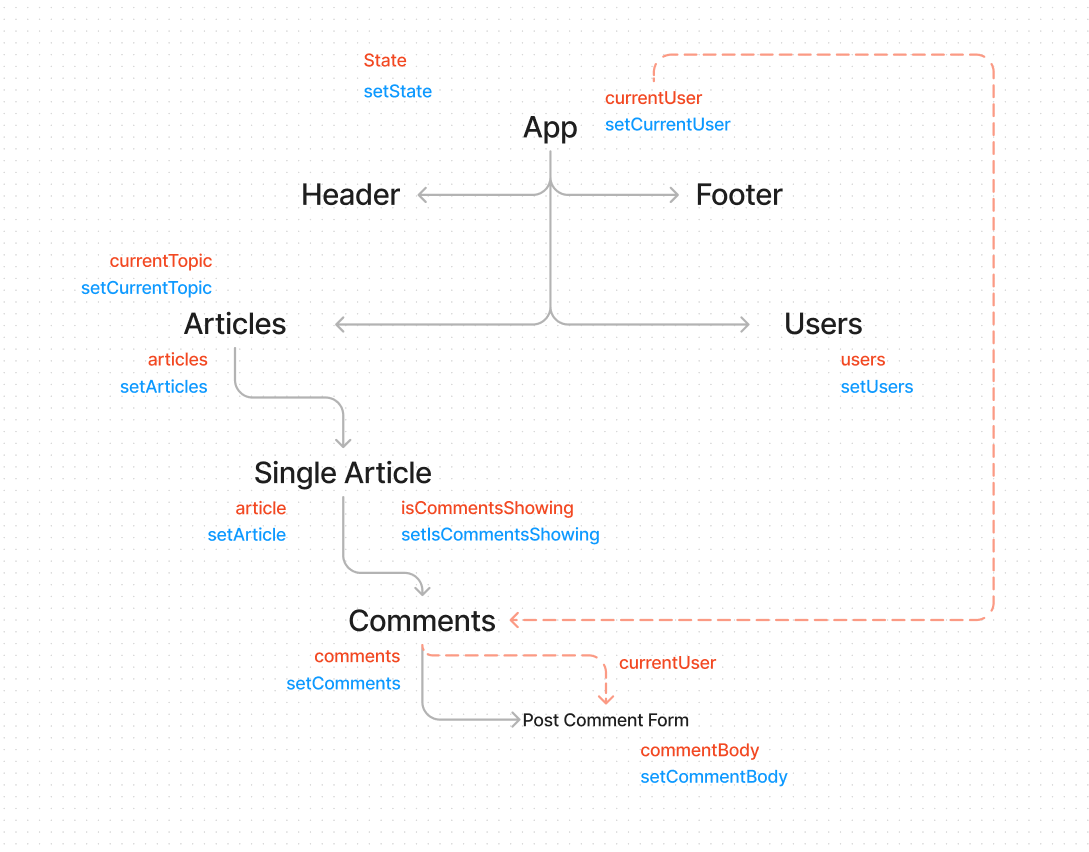 State
setState
currentUser
setCurrentUser
App
Header
Footer
currentTopic
setCurrentTopic
Articles
Users
articles
setArticles
users
setUsers
Single Article
article
setArticle
isCommentsShowing
setIsCommentsShowing
Comments
comments
setComments
currentUser
Post Comment Form
commentBody
setCommentBody